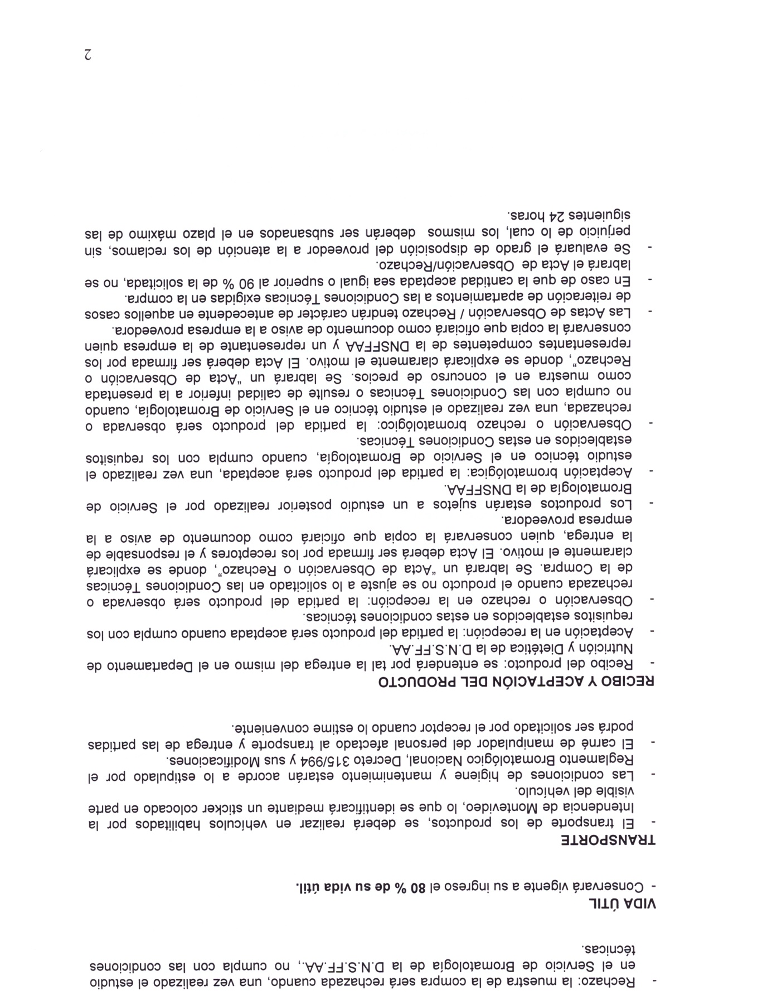 - Rechazo: la muestra de la compra será rechazada cuando, una vez realizado el estudio
en el Servicio de Bromatología de la D.N.S.FF.AA., no cumpla con las condiciones
técnicas.
VIDA ÚTIL
- Conservará vigente a su ingreso el 80 % de su vida útil.
TRANSPORTE
- El transporte de los productos, se deberá realizar en vehículos habilitados por la
Intendencia de Montevideo, lo que se identificará mediante un sticker colocado en parte
visible del vehículo.
- Las condiciones de higiene y mantenimiento estarán acorde a lo estipulado por el
Reglamento Bromatológico Nacional, Decreto 315/994 y sus Modificaciones.
- El carné de manipulador del personal afectado al transporte y entrega de las partidas
podrá ser solicitado por el receptor cuando lo estime conveniente.
RECIBO Y ACEPTACIÓN DEL PRODUCTO
- Recibo del producto: se entenderá por tal la entrega del mismo en el Departamento de
Nutrición y Dietética de la D.N.S.FF.AA.
- Aceptación en la recepción: la partida del producto será aceptada cuando cumpla con los
requisitos establecidos en estas condiciones técnicas.
- Observación o rechazo en la recepción: la partida del producto será observada o
rechazada cuando el producto no se ajuste a lo solicitado en las Condiciones Técnicas
de la Compra. Se labrará un “Acta de Observación o Rechazo”, donde se explicará
claramente el motivo. El Acta deberá ser firmada por los receptores y el responsable de
la entrega, quien conservará la copia que oficiará como documento de aviso a la
empresa proveedora.
- Los productos estarán sujetos a un estudio posterior realizado por el Servicio de
Bromatología de la DNSFFAA.
- Aceptación bromatológica: la partida del producto será aceptada, una vez realizado el
estudio técnico en el Servicio de Bromatología, cuando cumpla con los requisitos
establecidos en estas Condiciones Técnicas.
- Observación o rechazo bromatológico: la partida del producto será observada o
rechazada, una vez realizado el estudio técnico en el Servicio de Bromatología, cuando
no cumpla con las Condiciones Técnicas o resulte de calidad inferior a la presentada
como muestra en el concurso de precios. Se labrará un “Acta de Observación o
Rechazo”, donde se explicará claramente el motivo. El Acta deberá ser firmada por los
representantes competentes de la DNSFFAA y un representante de la empresa quien
conservará la copia que oficiará como documento de aviso a la empresa proveedora.
- Las Actas de Observación / Rechazo tendrán carácter de antecedente en aquellos casos
de reiteración de apartamientos a las Condiciones Técnicas exigidas en la compra.
- En caso de que la cantidad aceptada sea igual o superior al 90 % de la solicitada, no se
labrará el Acta de Observación/Rechazo.
- Se evaluará el grado de disposición del proveedor a la atención de los reclamos, sin
perjuicio de lo cual, los mismos deberán ser subsanados en el plazo máximo de las
siguientes 24 horas.
2